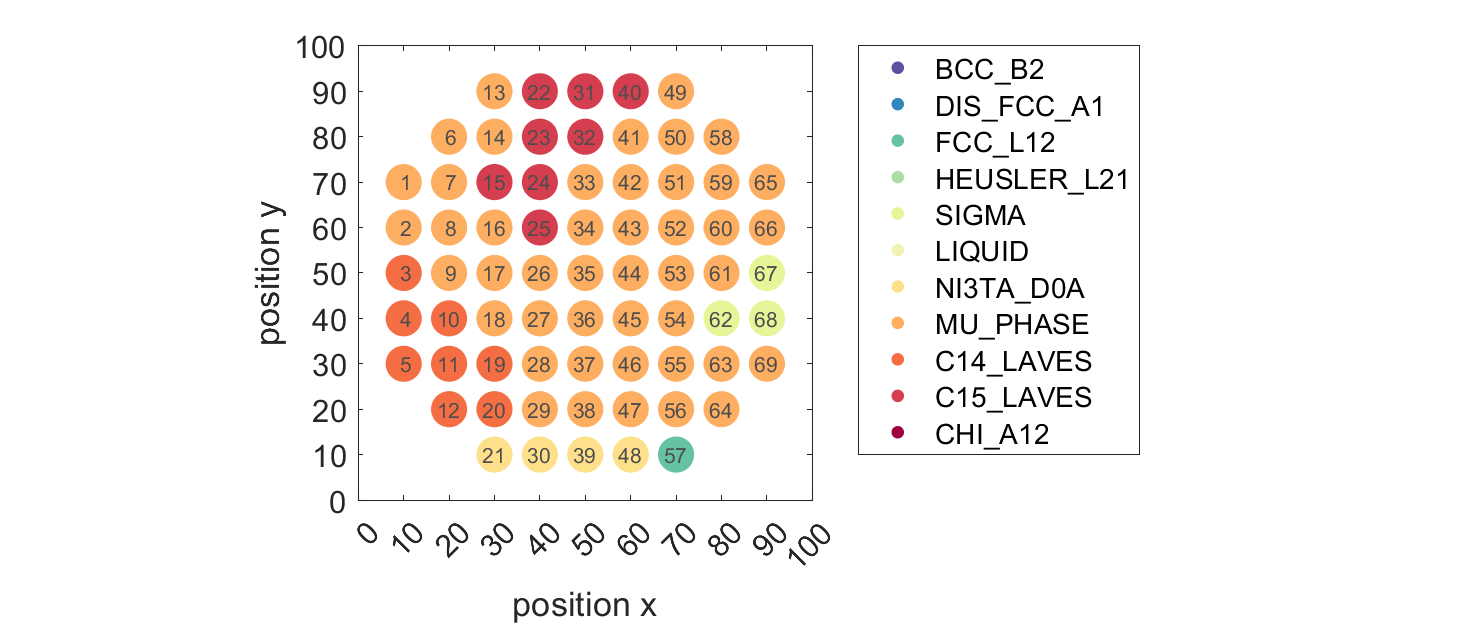 100
90
80
70
60
50
40
30
20
10
0
position y
13 22 31 40 49
6 14 23 32 41 50 58
1 7 15 24 33 42 51 59 65
2 8 16 25 34 43 52 60 66
3 9 17 26 35 44 53 61 67
4 10 18 27 36 45 54 62 68
5 11 19 28 37 46 55 63 69
12 20 29 38 47 56 64
21 30 39 48 57
0 10 20 30 40 50 60 70 80 90 100
position x
BCC_B2
DIS_FCC_A1
FCC_L12
HEUSLER_L21
SIGMA
LIQUID
NI3TA_D0A
MU_PHASE
C14_LAVES
C15_LAVES
CHI_A12